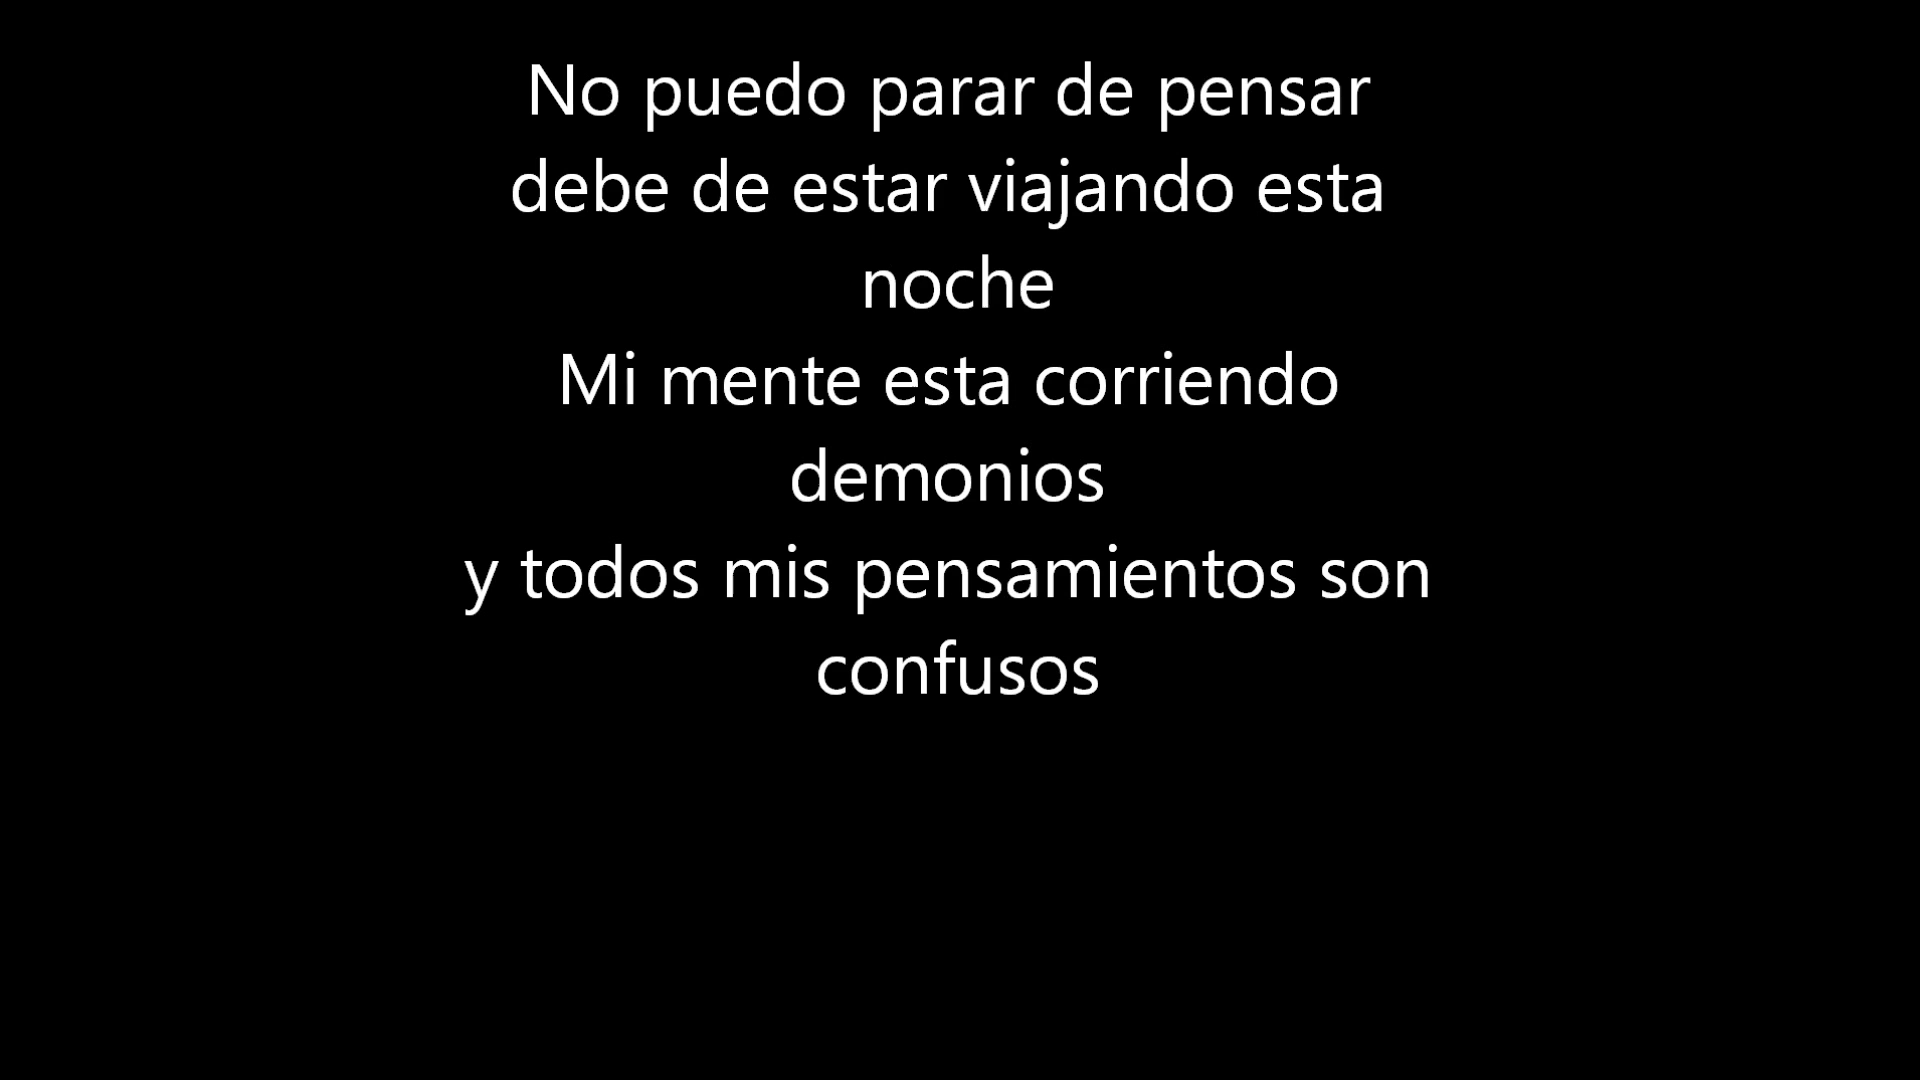 No puedo parar de pensar
debe de estar viajando esta
noche
Mi mente esta corriendo
demonios
y todos mis pensamientos son
confusos